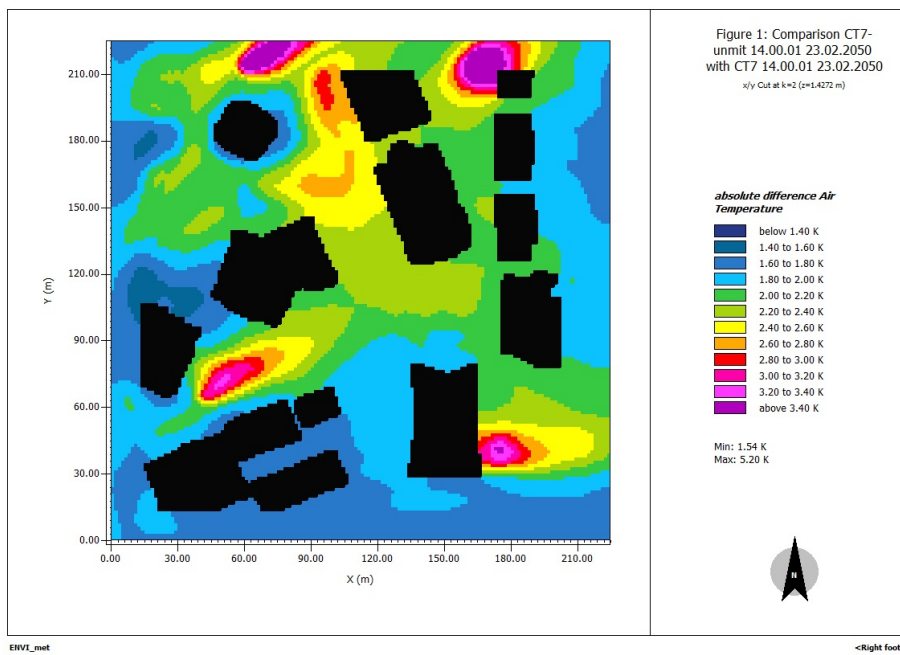 Figure 1: Comparison CT7-
unmit 14.00.01 23.02.2050
with CT7 14.00.01 23.02.2050
x/y Cut at k=2 (z=1.4272 m)
absolute difference Air
Temperature
below 1.40 K
1.40 to 1.60 K
1.60 to 1.80 K
1.80 to 2.00 K
2.00 to 2.20 K
2.20 to 2.40 K
2.40 to 2.60 K
2.60 to 2.80 K
2.80 to 3.00 K
3.00 to 3.20 K
3.20 to 3.40 K
above 3.40 K
Min: 1.54 K
Max: 5.20 K
N
Y (m)
210.00
180.00
150.00
120.00
90.00
60.00
30.00
0.00
0.00 30.00 60.00 90.00 120.00 150.00 180.00 210.00
X (m)
ENVI_met
<Right foot